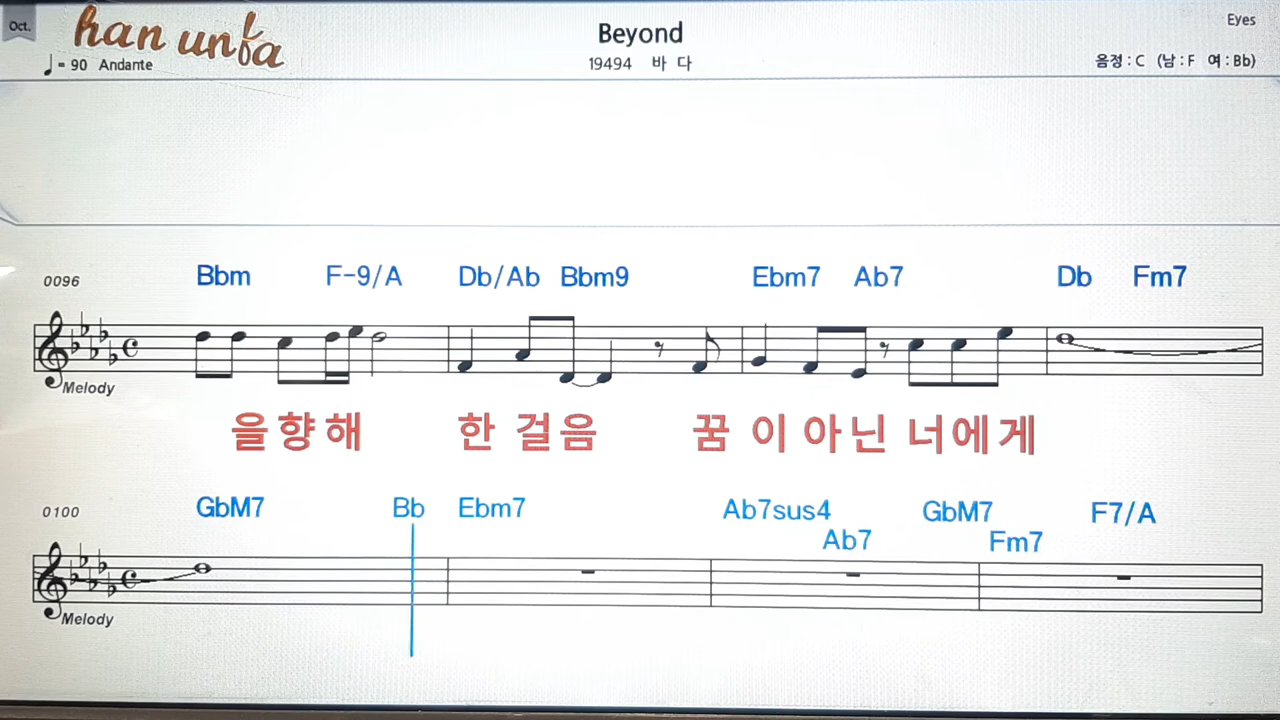 Oct.
han unba
Beyond
Eyes
♩ = 90 Andante
19494 바 다
음정 : C (남 : F 여 : Bb)
0096
Bbm F-9/A Db/Ab Bbm9 Ebm7 Ab7 Db Fm7
Melody
을 향 해 한 걸 음 꿈 이 아 닌 너 에 게
0100
GbM7 Bb Ebm7 Ab7sus4 GbM7 F7/A
Ab7 Fm7
Melody